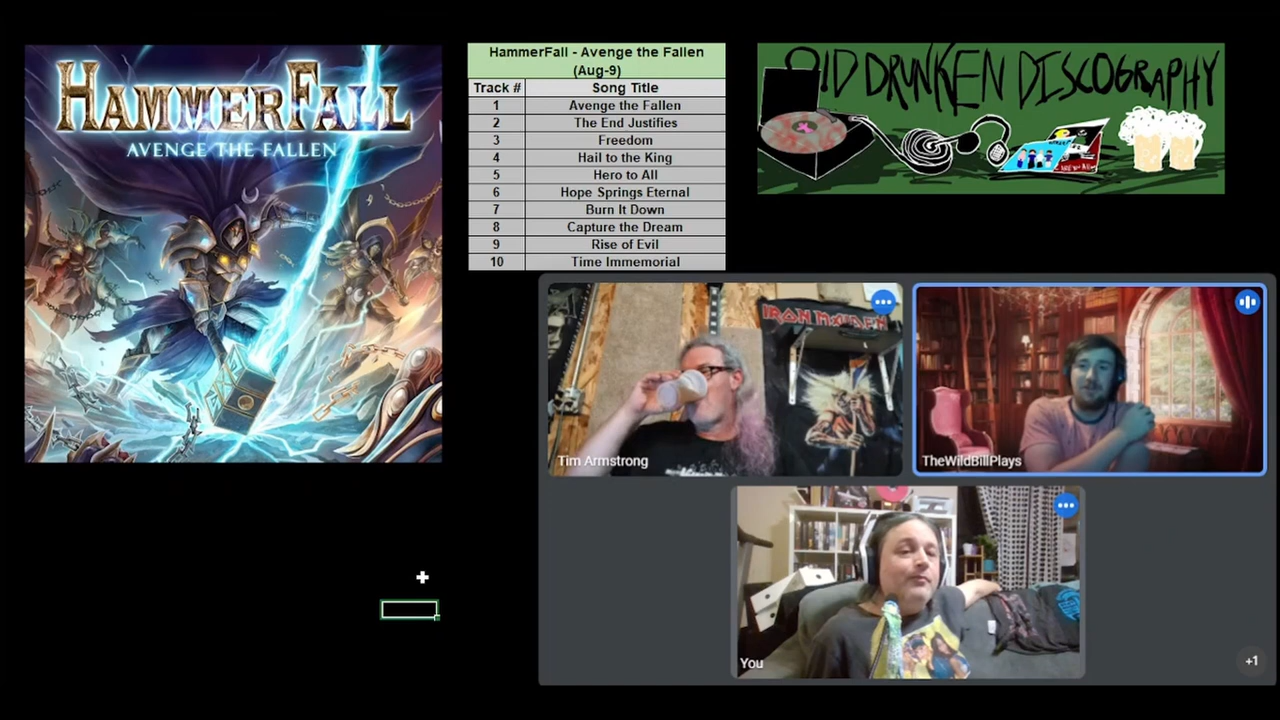 HAMMERFALL
AVENGE THE FALLEN
HammerFall - Avenge the Fallen
(Aug-9)
Track # Song Title
1 Avenge the Fallen
2 The End Justifies
3 Freedom
4 Hail to the King
5 Hero to All
6 Hope Springs Eternal
7 Burn It Down
8 Capture the Dream
9 Rise of Evil
10 Time Immemorial
OLD DRUNKEN DISCOGRAPHY
IRON MAIDEN
Tim Armstrong
TheWildBillPlays
You
+1